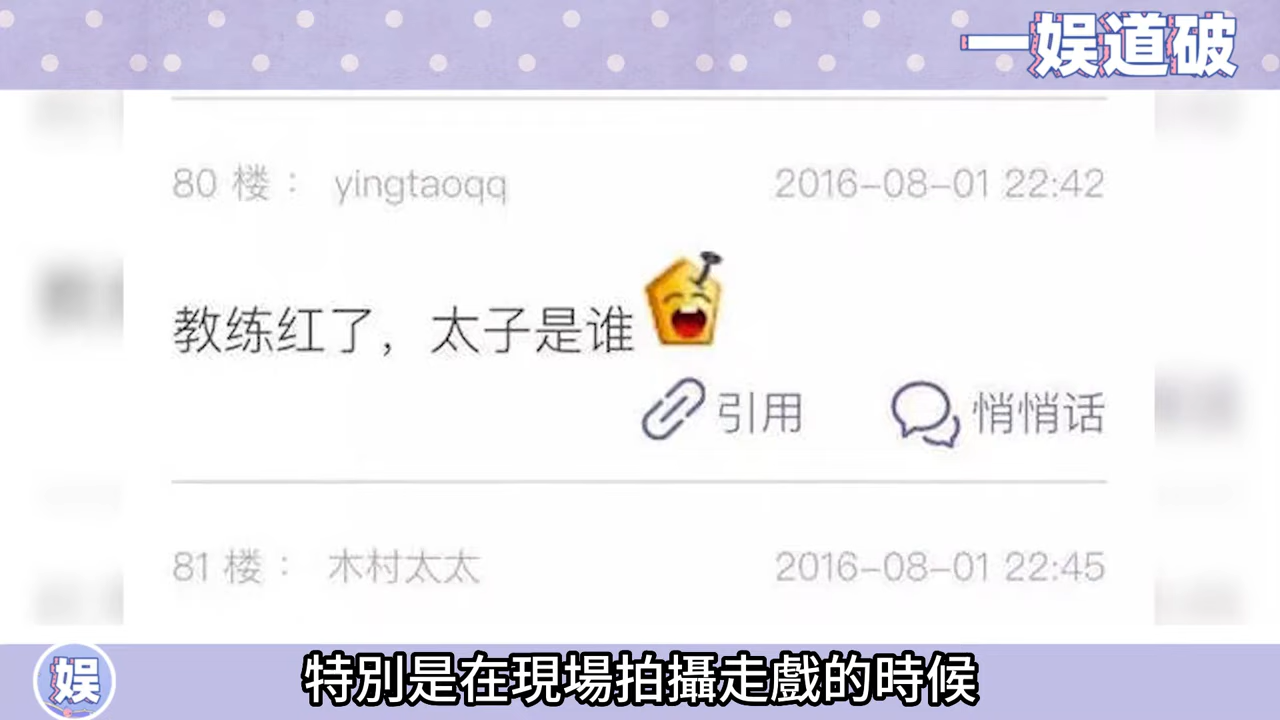 一娱道破
80 楼： yingtaoqq 2016-08-01 22:42
教练红了，太子是谁
引用 悄悄话
81 楼： 木村太太 2016-08-01 22:45
娱
特別是在現場拍攝走戲的時候